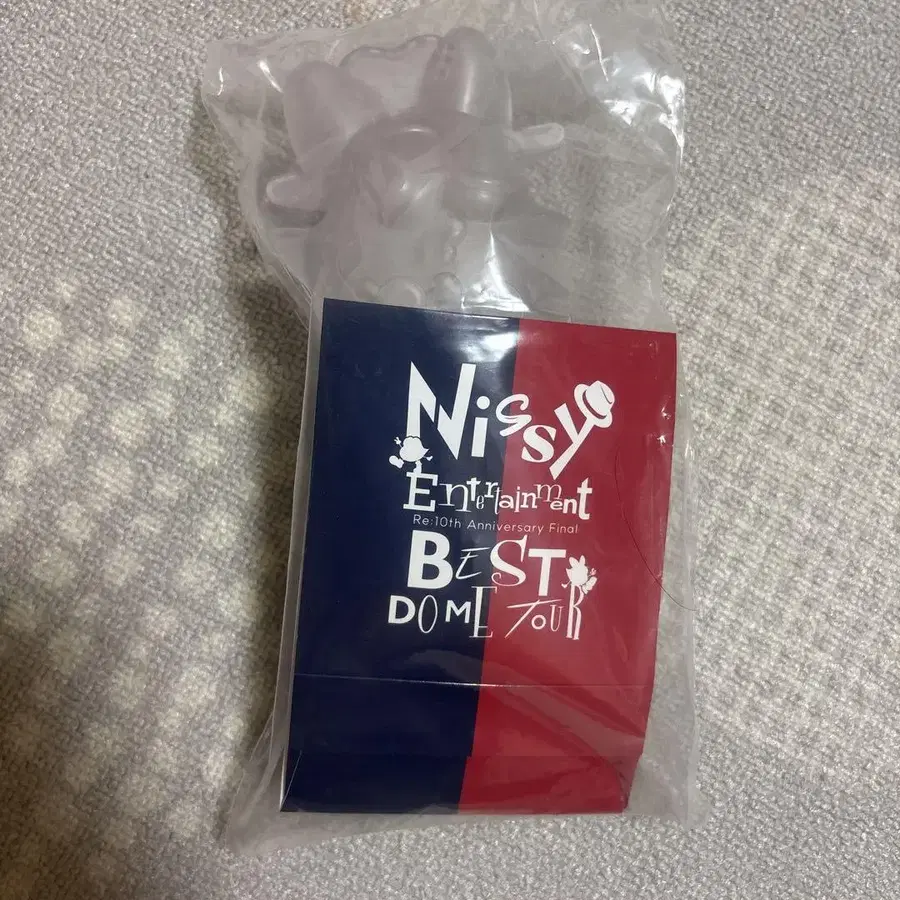 Nissy
Entertainment
Re:10th Anniversary Final
BEST
DOME TOUR